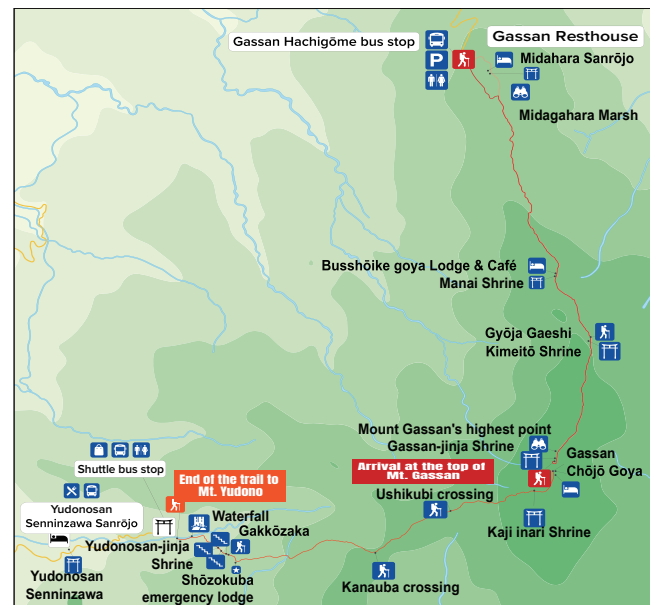 Gassan Hachigōme bus stop
P
Gassan Resthouse
Midahara Sanrōjo
Midagahara Marsh
Busshōike goya Lodge & Café
Manai Shrine
Gyōja Gaeshi
Kimeitō Shrine
Mount Gassan's highest point
Gassan-jinja Shrine
Gassan
Chōjō Goya
Arrival at the top of
Mt. Gassan
Ushikubi crossing
Kaji inari Shrine
Kanauba crossing
Shuttle bus stop
End of the trail to
Mt. Yudono
Yudonosan
Senninzawa Sanrōjo
Waterfall
Gakkōzaka
Yudonosan-jinja
Shrine
Shōzokuba
emergency lodge
Yudonosan
Senninzawa